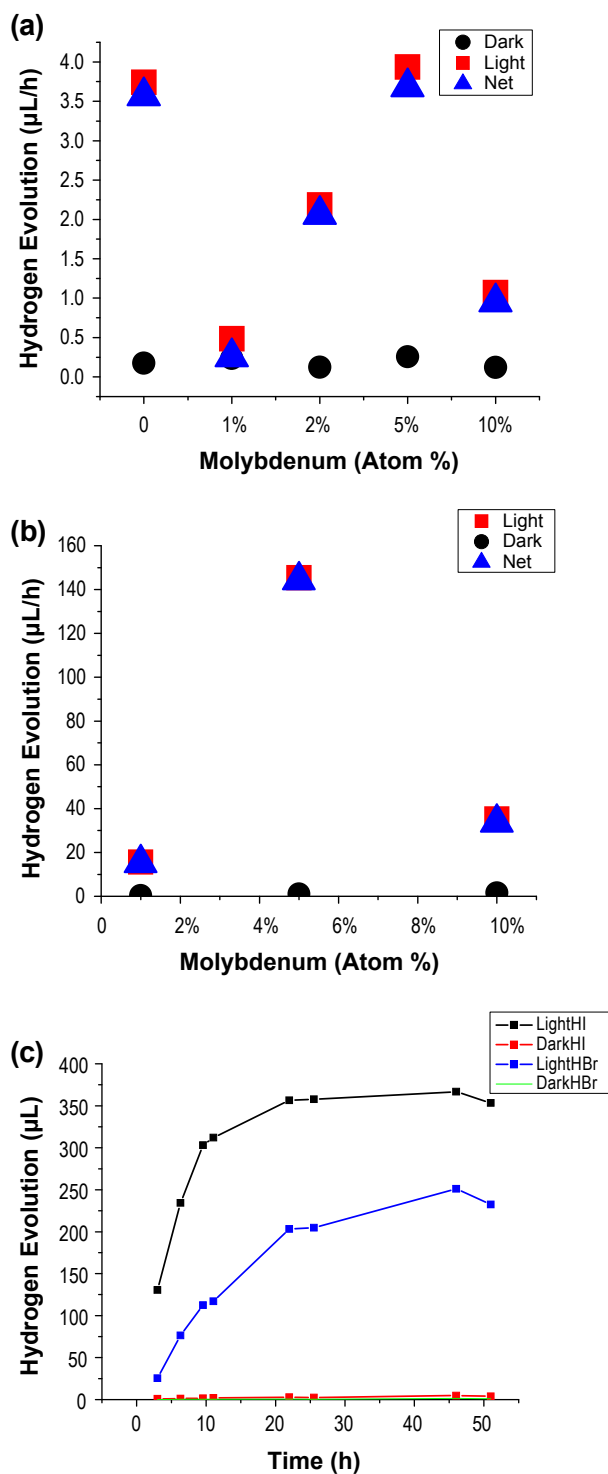 (a)
Dark
Light
Net
Hydrogen Evolution (µL/h)
4.0
3.5
3.0
2.5
2.0
1.5
1.0
0.5
0.0
0 1% 2% 5% 10%
Molybdenum (Atom %)
(b)
Light
Dark
Net
Hydrogen Evolution (µL/h)
160
140
120
100
80
60
40
20
0
0 2% 4% 6% 8% 10%
Molybdenum (Atom %)
(c)
LightHI
DarkHI
LightHBr
DarkHBr
Hydrogen Evolution (µL)
400
350
300
250
200
150
100
50
0
0 10 20 30 40 50
Time (h)